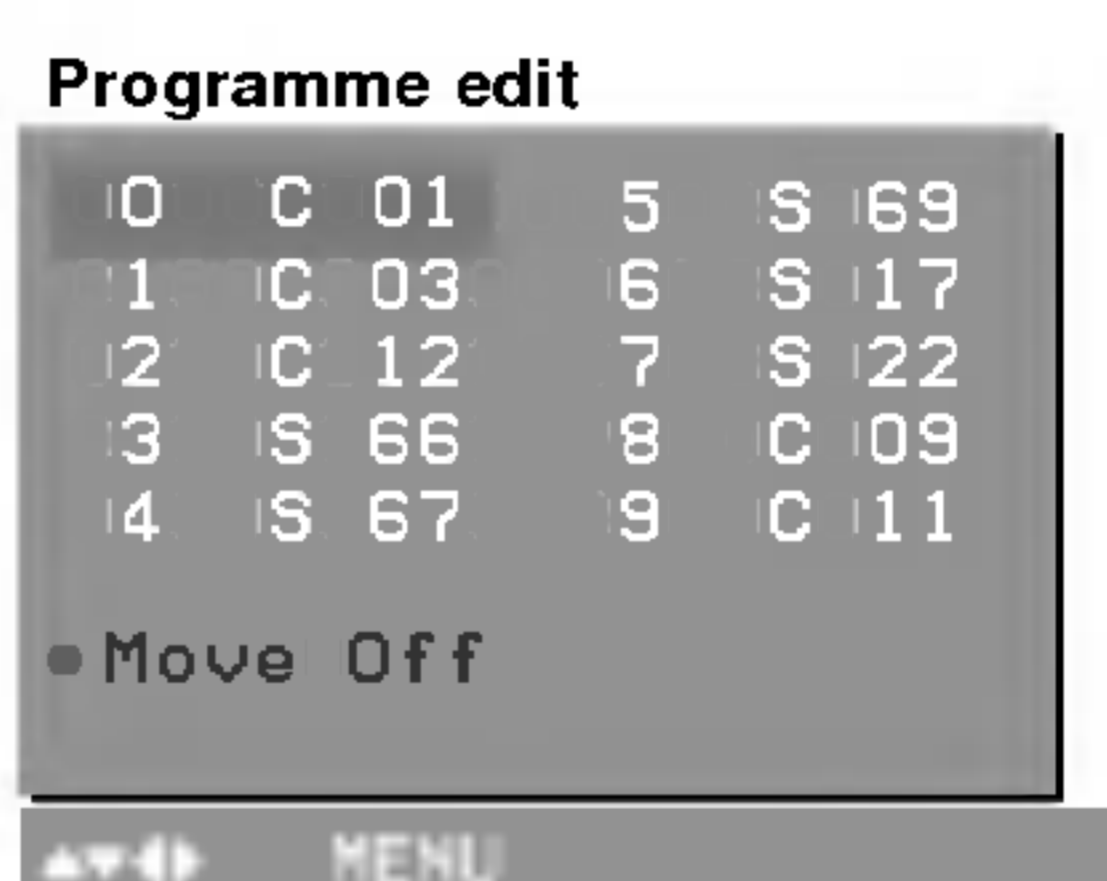 Programme edit
0 C 01 5 S 69
1 C 03 6 S 17
2 C 12 7 S 22
3 S 66 8 C 09
4 S 67 9 C 11
● Move Off
▲▼◀▶ MENU